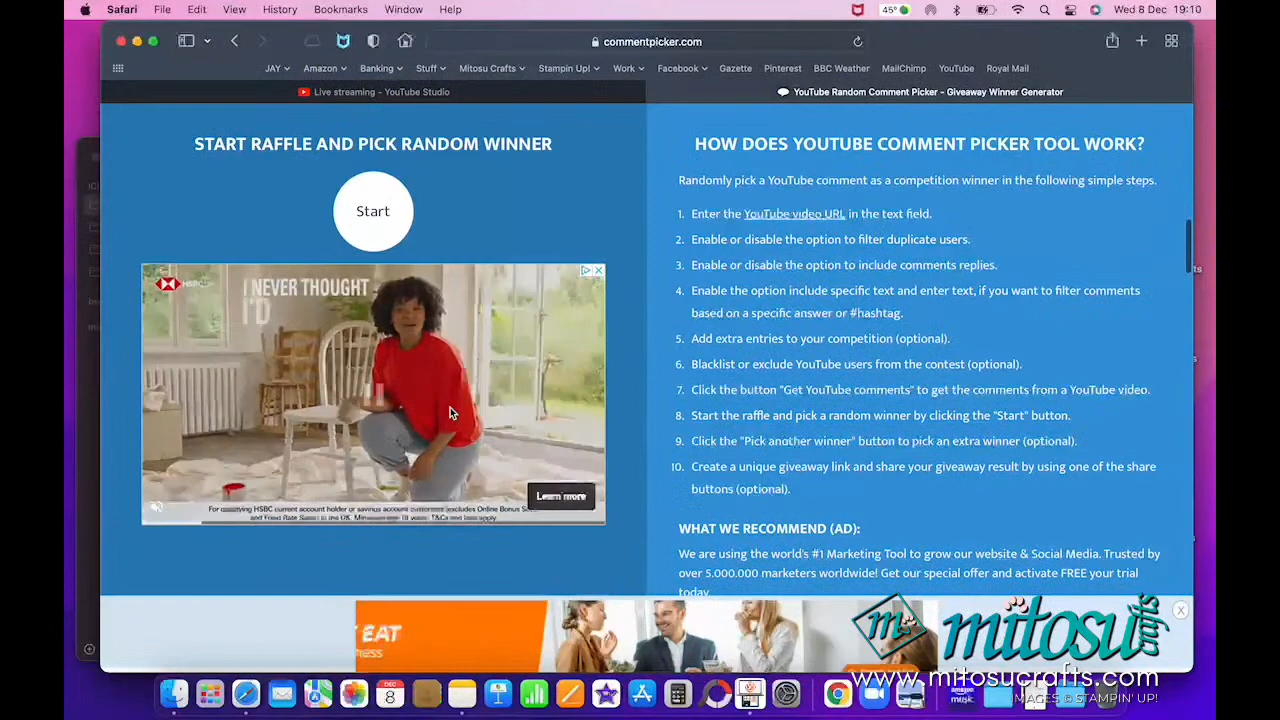 Safari File Edit View History Bookmarks Window Help
45° Wed 8 Dec 19:10
commentpicker.com
JAY Amazon Banking Stuff Mitosu Crafts Stampin Up! Work Facebook Gazette Pinterest BBC Weather MailChimp YouTube Royal Mail
Live streaming - YouTube Studio
YouTube Random Comment Picker - Giveaway Winner Generator
START RAFFLE AND PICK RANDOM WINNER
Start
HSBC
I NEVER THOUGHT
I'D
Learn more
HOW DOES YOUTUBE COMMENT PICKER TOOL WORK?
Randomly pick a YouTube comment as a competition winner in the following simple steps.
1. Enter the YouTube video URL in the text field.
2. Enable or disable the option to filter duplicate users.
3. Enable or disable the option to include comments replies.
4. Enable the option include specific text and enter text, if you want to filter comments
based on a specific answer or #hashtag.
5. Add extra entries to your competition (optional).
6. Blacklist or exclude YouTube users from the contest (optional).
7. Click the button "Get YouTube comments" to get the comments from a YouTube video.
8. Start the raffle and pick a random winner by clicking the "Start" button.
9. Click the "Pick another winner" button to pick an extra winner (optional).
10. Create a unique giveaway link and share your giveaway result by using one of the share
buttons (optional).
WHAT WE RECOMMEND (AD):
We are using the world's #1 Marketing Tool to grow our website & Social Media. Trusted by
over 5.000.000 marketers worldwide! Get our special offer and activate FREE your trial
today.
EAT
m mitosu crafts
www.mitosucrafts.com
IMAGES © STAMPIN' UP!
DEC
8
amazon
music